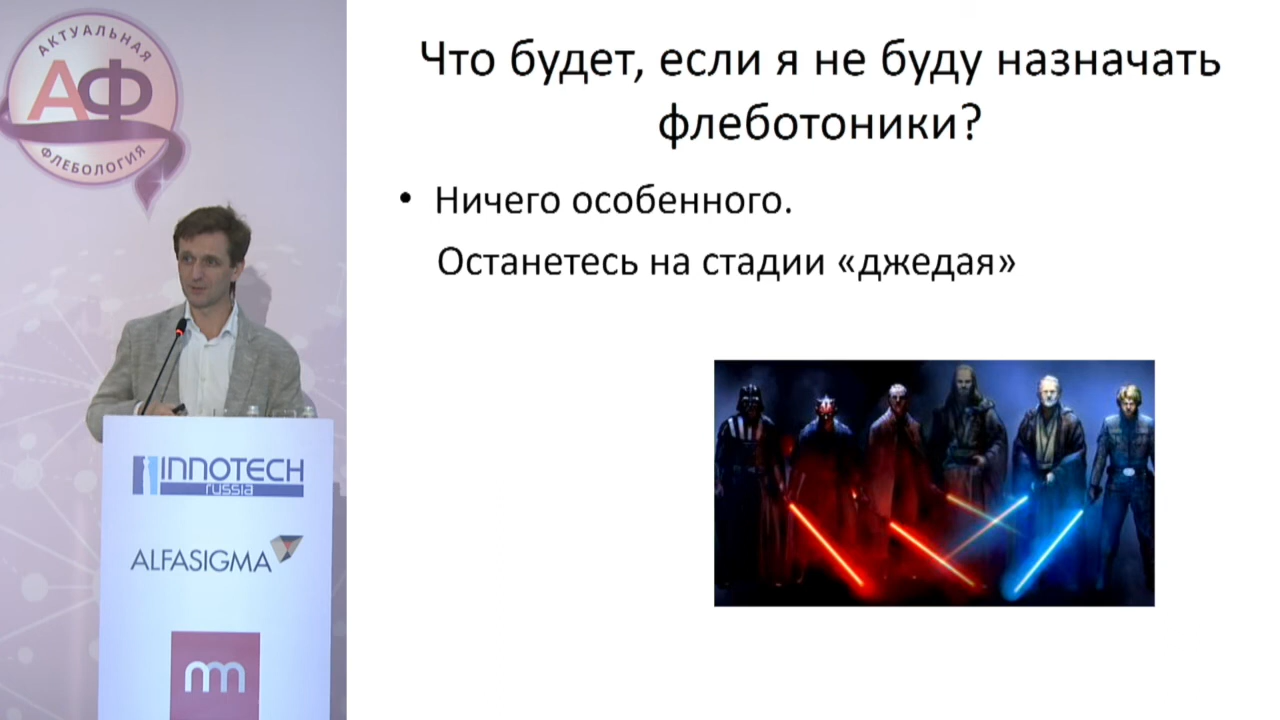 АКТУАЛЬНАЯ
АФ
ФЛЕБОЛОГИЯ
Что будет, если я не буду назначать
флеботоники?
• Ничего особенного.
Останетесь на стадии «джедая»
INNOTECH
russia
ALFASIGMA